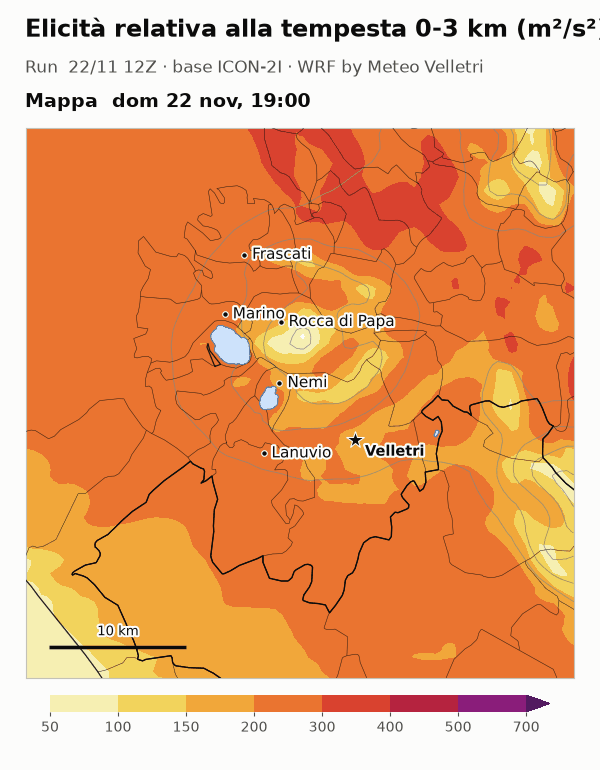 Elicità relativa alla tempesta 0-3 km (m²/s²)
Run 22/11 12Z · base ICON-2I · WRF by Meteo Velletri
Mappa dom 22 nov, 19:00
Frascati
Marino
Rocca di Papa
Nemi
Velletri
Lanuvio
10 km
50 100 150 200 300 400 500 700